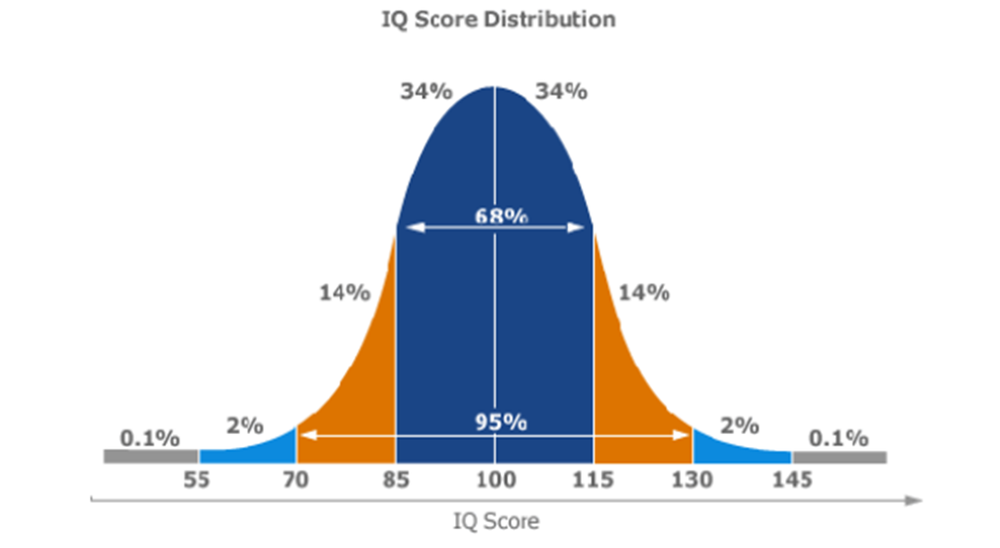 IQ Score Distribution
34% 34%
68%
14% 14%
95%
2% 2%
0.1% 0.1%
55 70 85 100 115 130 145
IQ Score